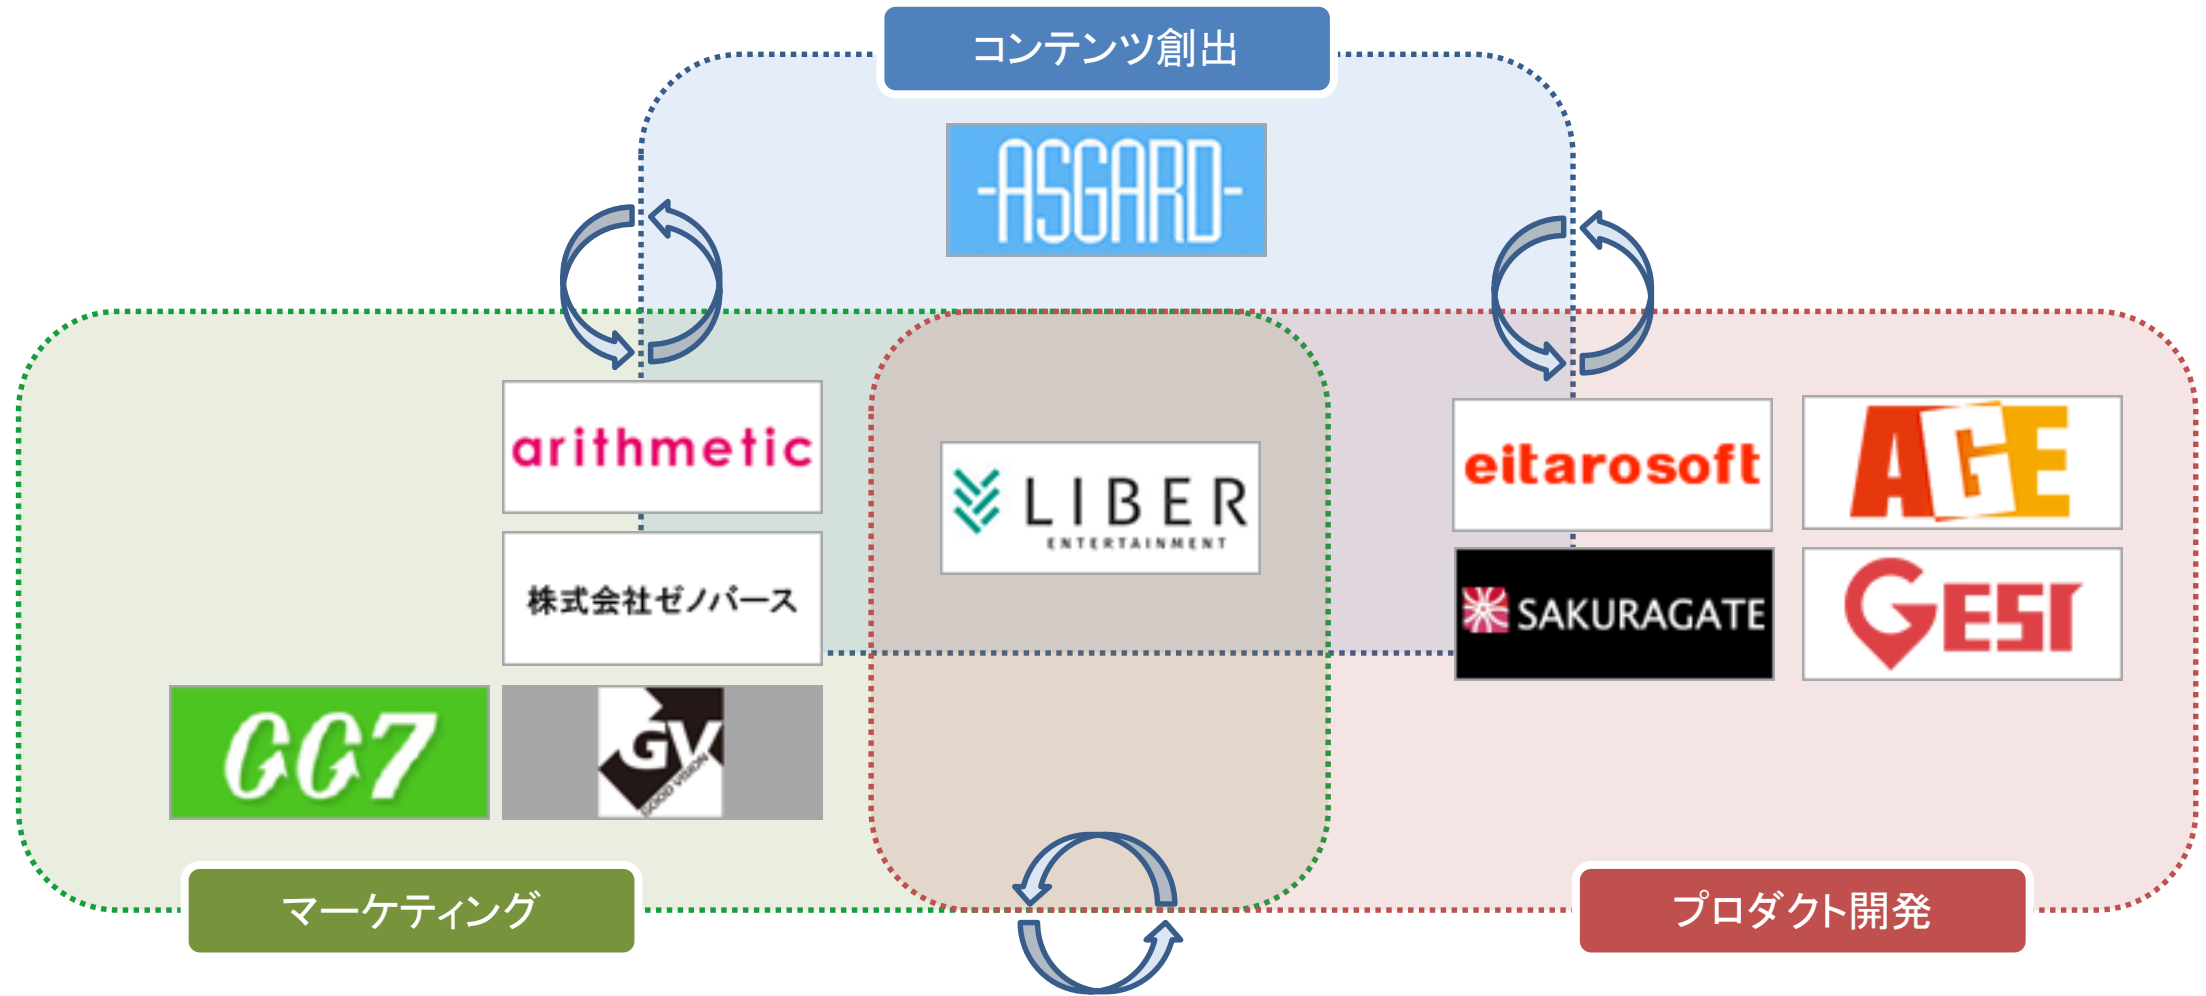 コンテンツ創出
-ASGARD-
arithmetic
株式会社ゼノバース
GG7
GV
GOOD VISION
LIBER
ENTERTAINMENT
eitarosoft
AGE
SAKURAGATE
GESI
マーケティング
プロダクト開発